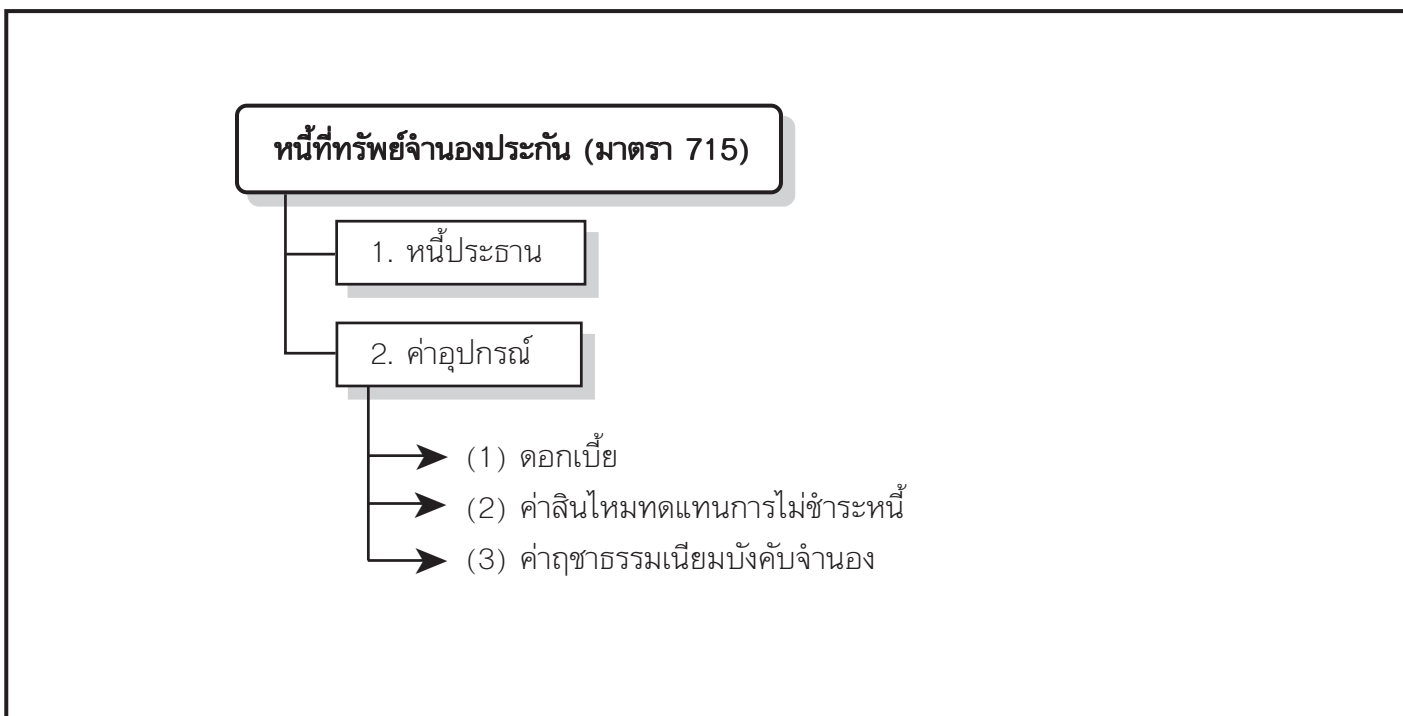 หนี้ที่ทรัพย์จำนองประกัน (มาตรา 715)
1. หนี้ประธาน
2. ค่าอุปกรณ์
(1) ดอกเบี้ย
(2) ค่าสินไหมทดแทนการไม่ชำระหนี้
(3) ค่าฤชาธรรมเนียมบังคับจำนอง